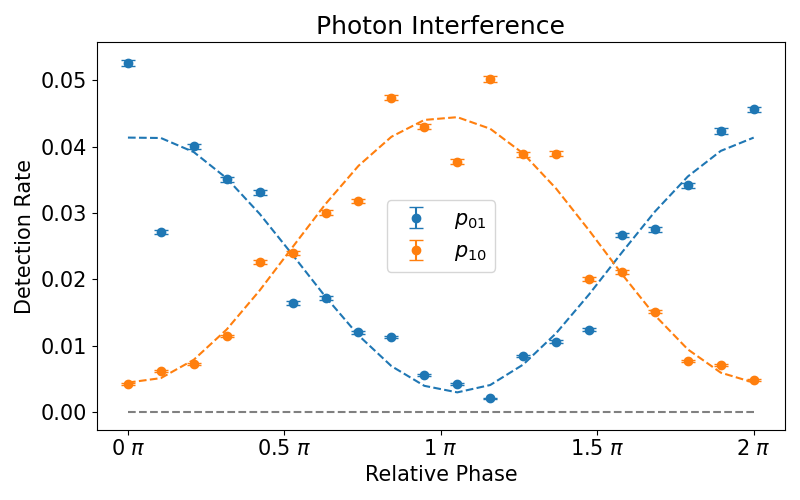 Photon Interference
Detection Rate
0.05
0.04
0.03
0.02
0.01
0.00
p01
p10
0 π
0.5 π
1 π
1.5 π
2 π
Relative Phase